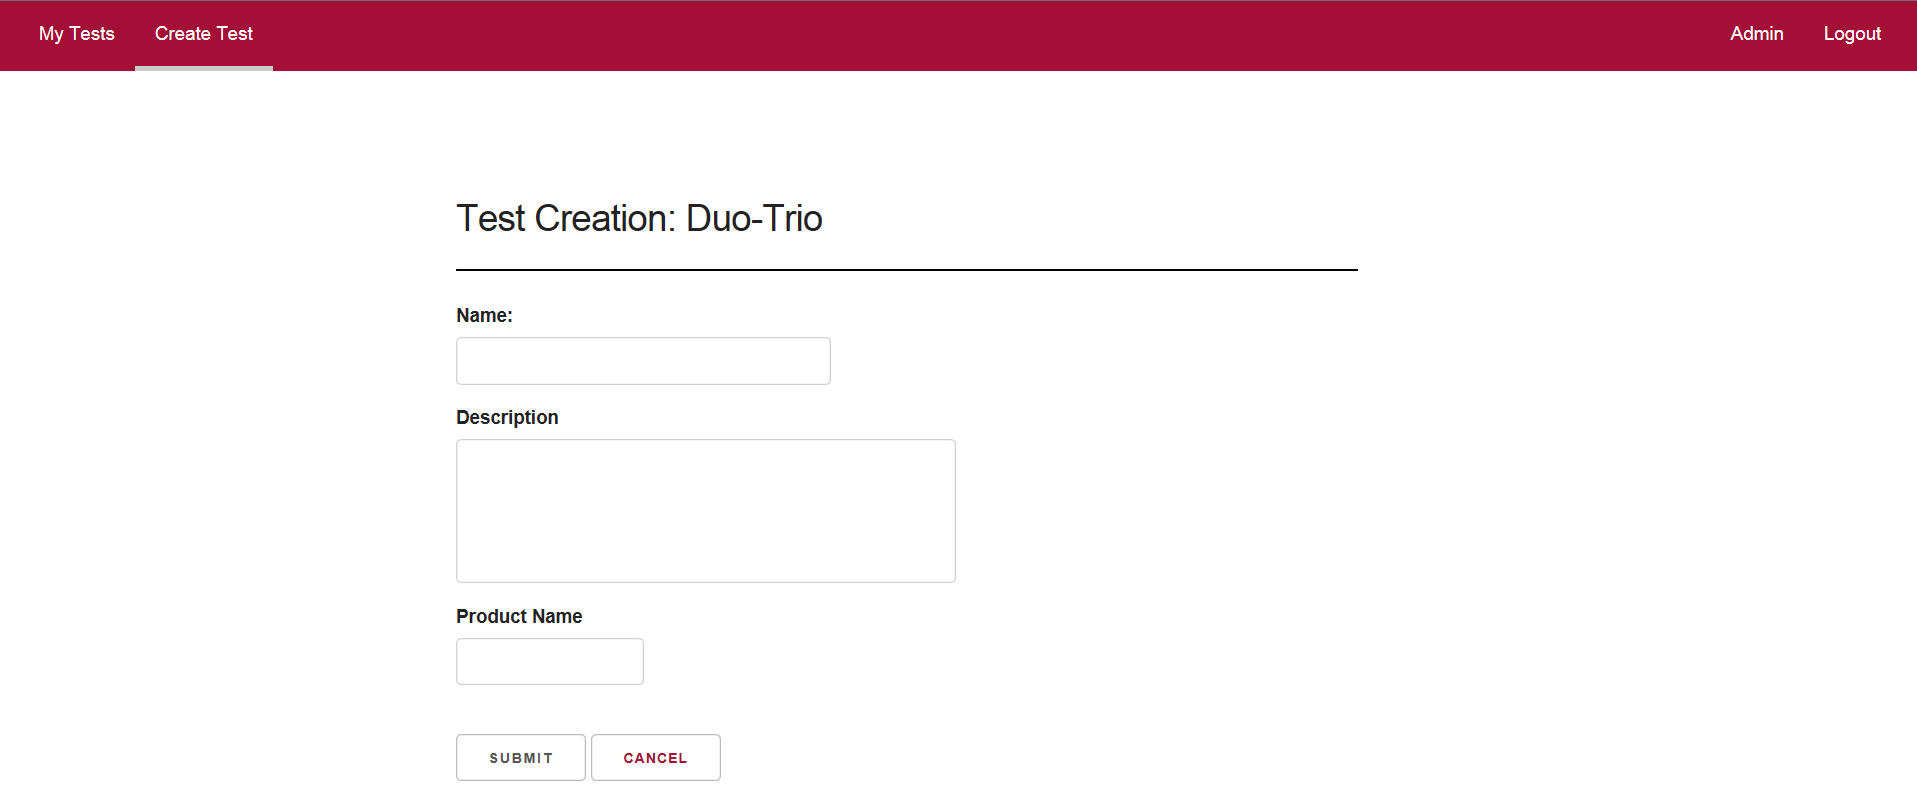 My Tests Create Test Admin Logout
Test Creation: Duo-Trio
Name:
Description
Product Name
SUBMIT CANCEL